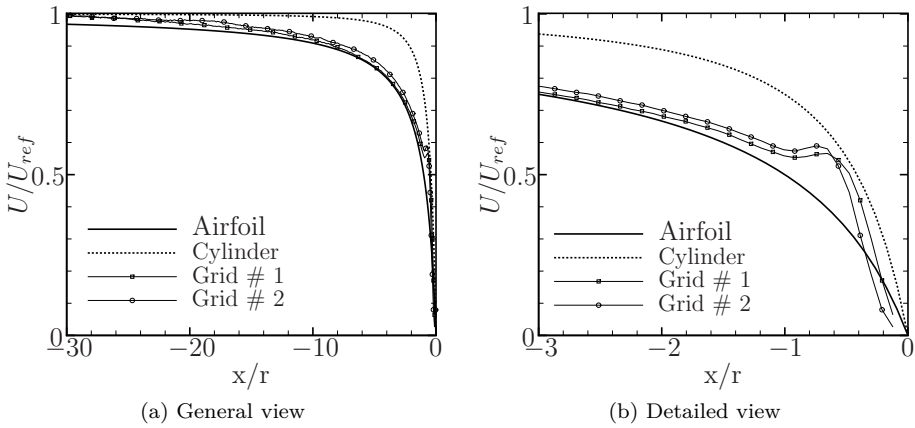 1
0.5
0
U/U_ref
−30
−20
−10
0
x/r
Airfoil
Cylinder
Grid # 1
Grid # 2
(a) General view
1
0.5
0
U/U_ref
−3
−2
−1
0
x/r
Airfoil
Cylinder
Grid # 1
Grid # 2
(b) Detailed view